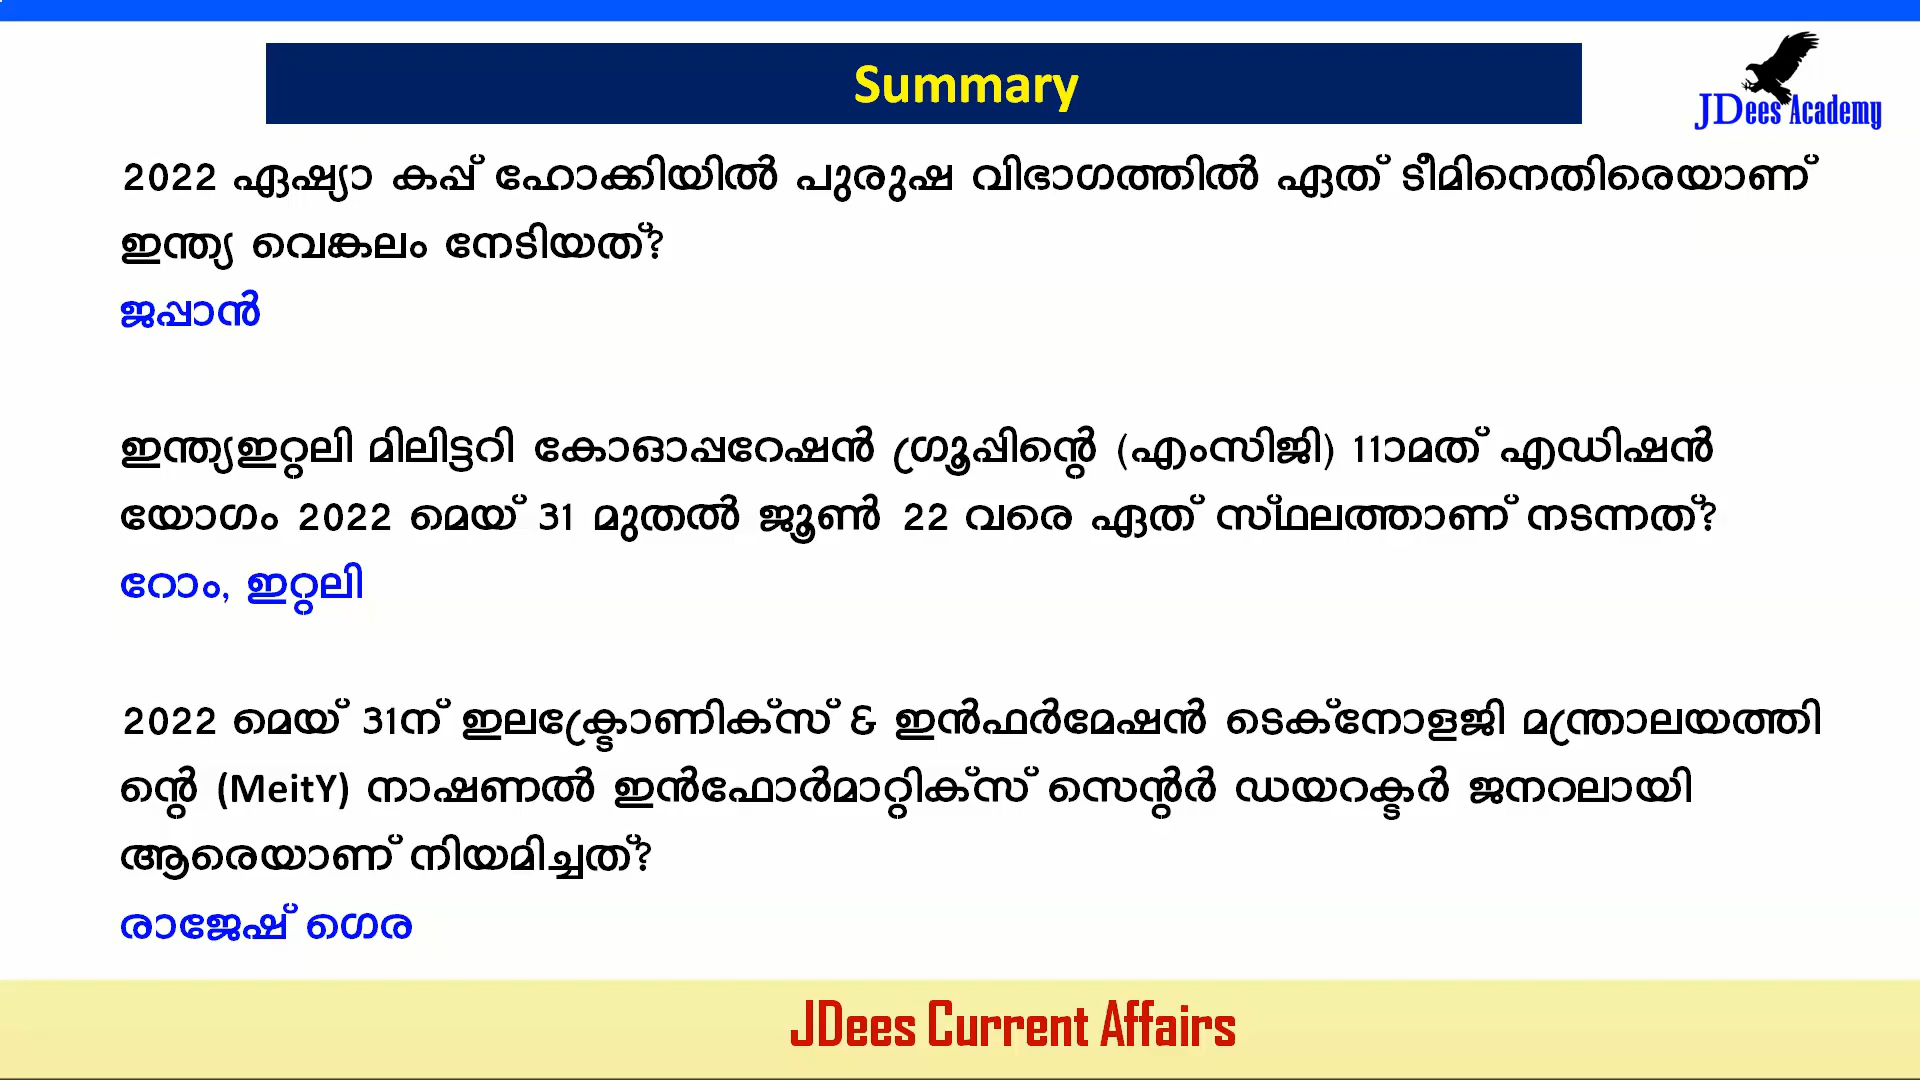 Summary
JDees Academy
2022 ഏഷ്യാ കപ്പ് ഹോക്കിയിൽ പുരുഷ വിഭാഗത്തിൽ ഏത് ടീമിനെതിരെയാണ്
ഇന്ത്യ വെങ്കലം നേടിയത്?
ജപ്പാൻ
ഇന്ത്യഇറ്റലി മിലിട്ടറി കോഓപ്പറേഷൻ ഗ്രൂപ്പിന്റെ (എംസിജി) 11ാമത് എഡിഷൻ
യോഗം 2022 മെയ് 31 മുതൽ ജൂൺ 22 വരെ ഏത് സ്ഥലത്താണ് നടന്നത്?
റോം, ഇറ്റലി
2022 മെയ് 31ന് ഇലക്ട്രോണിക്സ് & ഇൻഫർമേഷൻ ടെക്നോളജി മന്ത്രാലയത്തി
ന്റെ (MeitY) നാഷണൽ ഇൻഫോർമാറ്റിക്സ് സെന്റർ ഡയറക്ടർ ജനറലായി
ആരെയാണ് നിയമിച്ചത്?
രാജേഷ് ഗെര
JDees Current Affairs